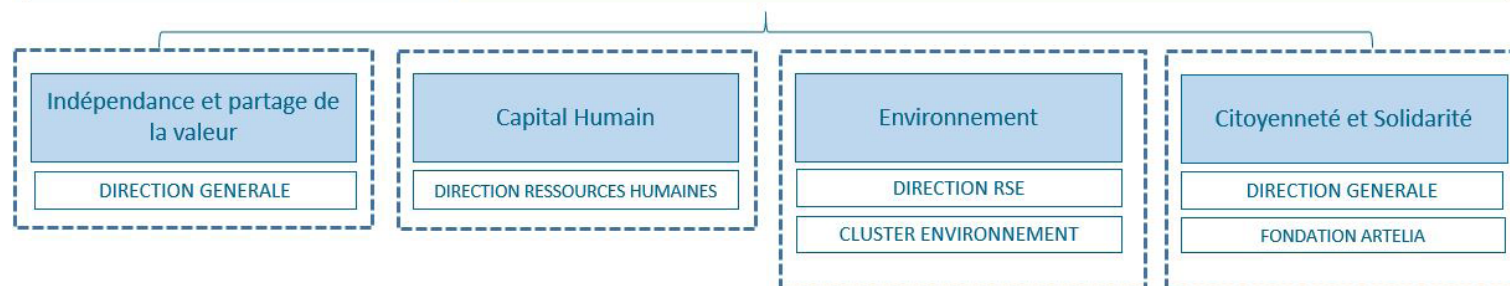 Indépendance et partage de
la valeur
DIRECTION GENERALE
Capital Humain
DIRECTION RESSOURCES HUMAINES
Environnement
DIRECTION RSE
CLUSTER ENVIRONNEMENT
Citoyenneté et Solidarité
DIRECTION GENERALE
FONDATION ARTELIA